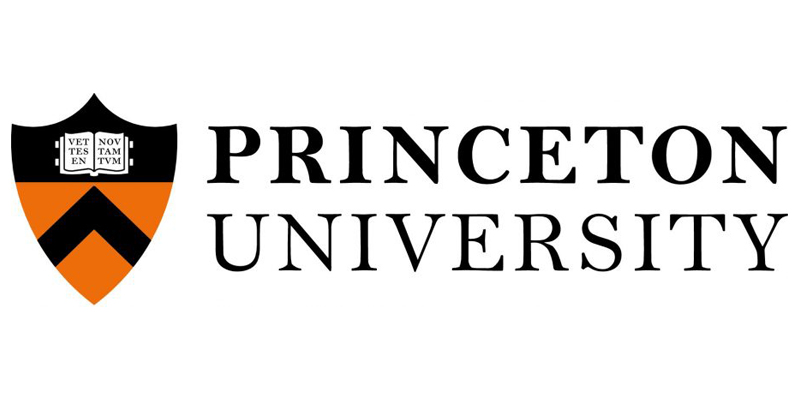 VET NOV
TES TAM
EN TVM
PRINCETON
UNIVERSITY